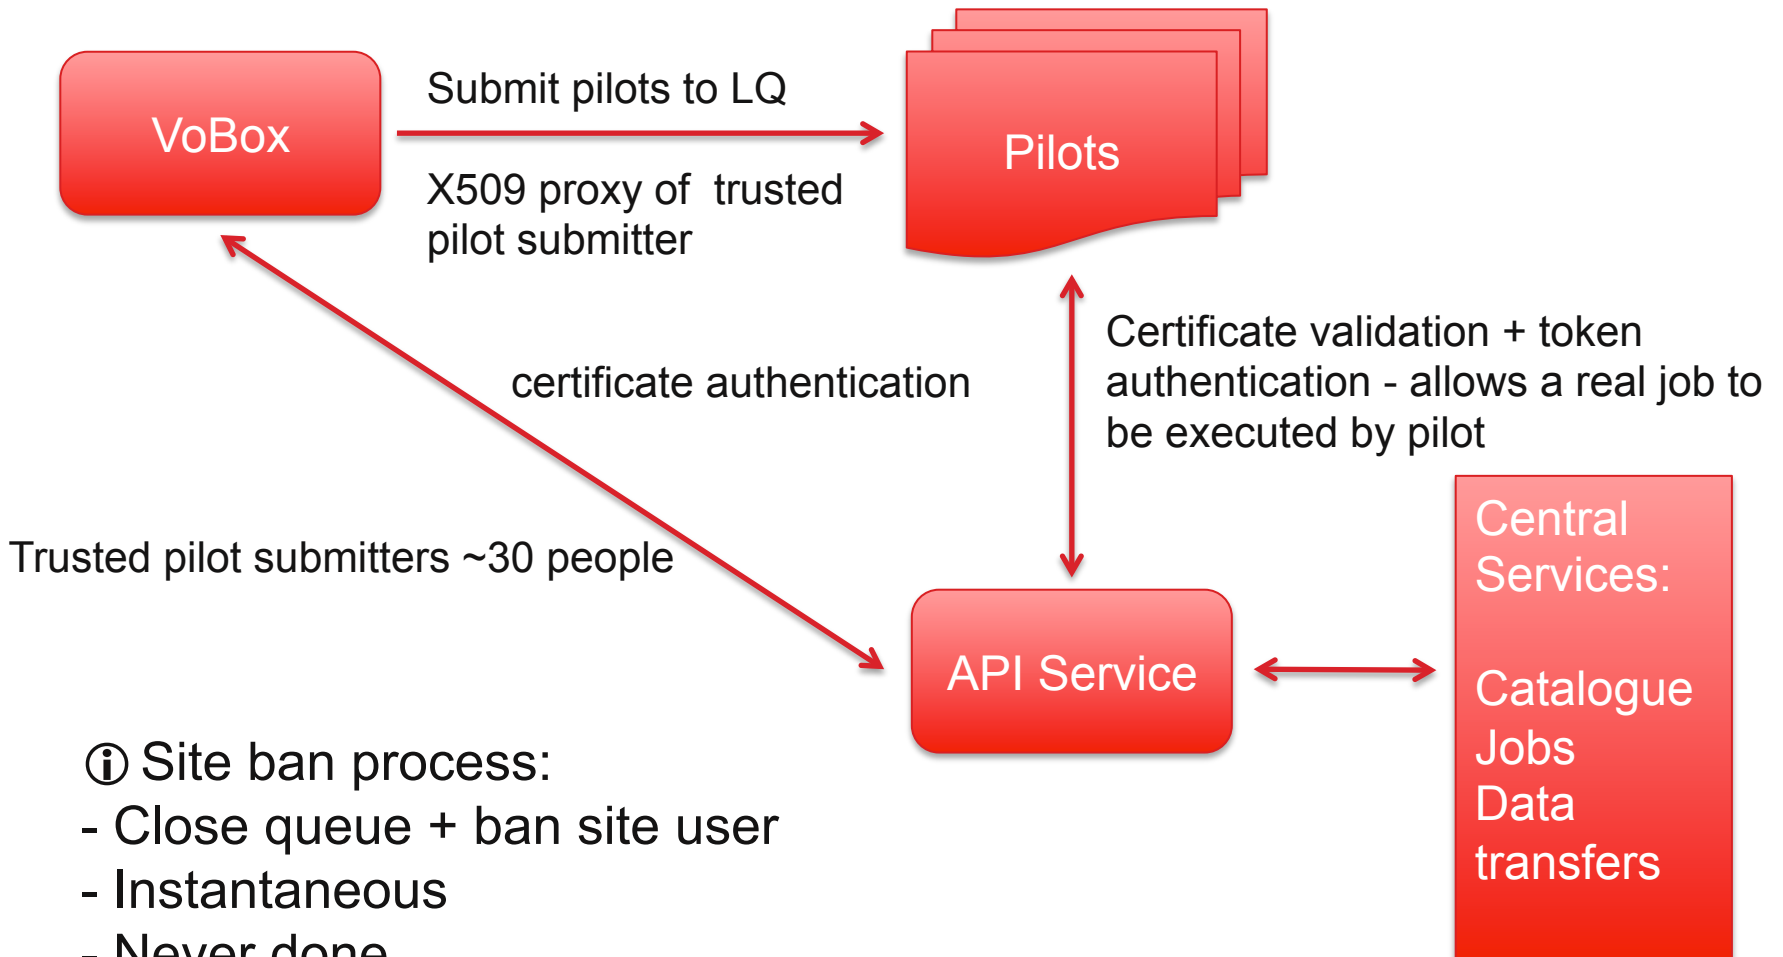 VoBox
Submit pilots to LQ
X509 proxy of trusted
pilot submitter
Pilots
certificate authentication
Certificate validation + token
authentication - allows a real job to
be executed by pilot
Trusted pilot submitters ~30 people
API Service
Central
Services:
Catalogue
Jobs
Data
transfers
🛈 Site ban process:
- Close queue + ban site user
- Instantaneous
- Never done